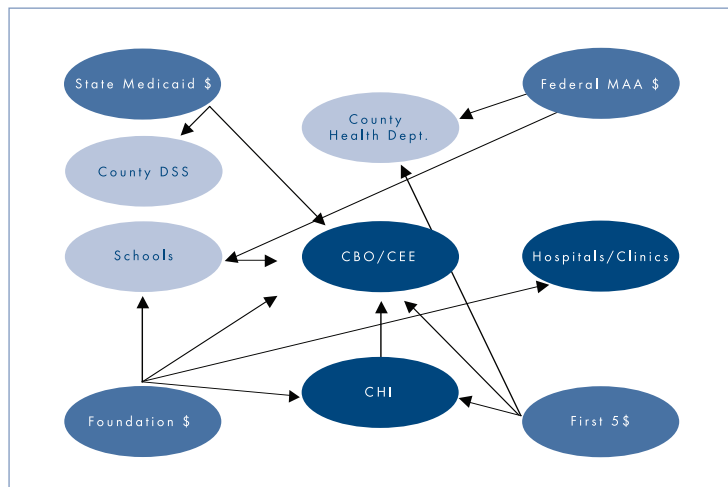 State Medicaid $
Federal MAA $
County
Health Dept.
County DSS
Schools
CBO/CEE
Hospitals/Clinics
CHI
Foundation $
First 5$